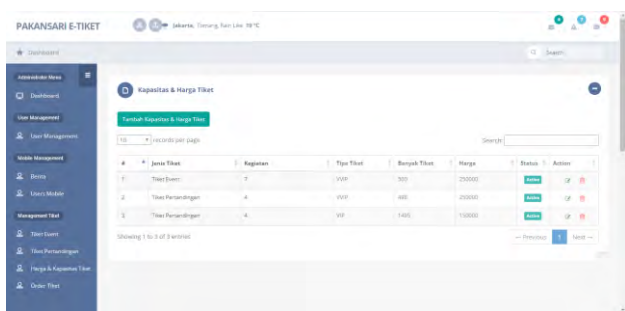 PAKANSARI E-TIKET
Jakarta, Terrang, Rain Like 30 °C
Dashboard
Search...
Administrator Menu
Dashboard
User Management
User Management
Mobile Management
Berita
Users Mobile
Management Tiket
Tiket Event
Tiket Pertandingan
Harga & Kapasitas Tiket
Order Tiket
Kapasitas & Harga Tiket
Tambah Kapasitas & Harga Tiket
10 records per page
Search:
# Jenis Tiket Kegiatan Tipe Tiket Banyak Tiket Harga Status Action
1 Tiket Event 7 VVIP 500 250000 Active
2 Tiket Pertandingan 4 VVIP 400 250000 Active
3 Tiket Pertandingan 4 VIP 1400 150000 Active
Showing 1 to 3 of 3 entries
← Previous 1 Next →